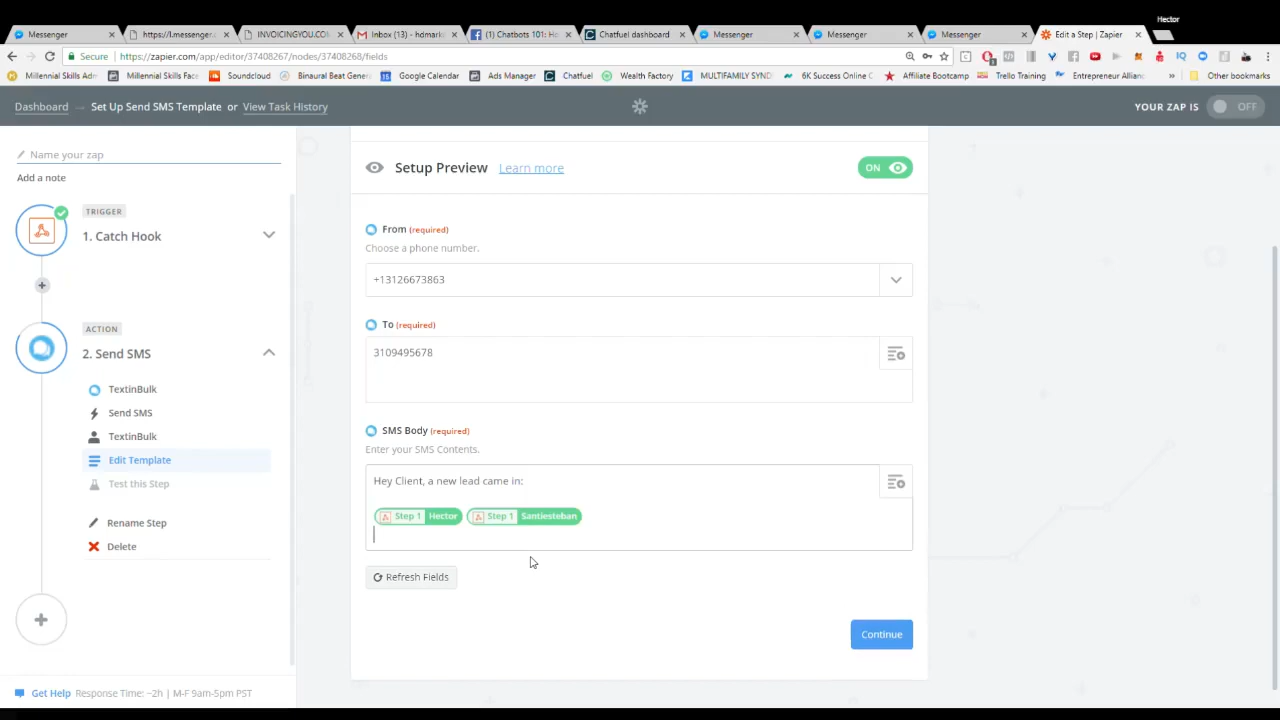 Hector
Messenger
https://l.messenger.c
INVOICINGYOU.CO
Inbox (13) - hdmark
(1) Chatbots 101: H
Chatfuel dashboard
Messenger
Messenger
Messenger
Edit a Step | Zapier
Secure
https://zapier.com/app/editor/37408267/nodes/37408268/fields
Millennial Skills Adm
Millennial Skills Face
Soundcloud
Binaural Beat Gener
Google Calendar
Ads Manager
Chatfuel
Wealth Factory
MULTIFAMILY SYND
6K Success Online C
Affiliate Bootcamp
Trello Training
Entrepreneur Allianc
»
Other bookmarks
Dashboard → Set Up Send SMS Template or View Task History
YOUR ZAP IS OFF
Name your zap
Add a note
TRIGGER
1. Catch Hook
ACTION
2. Send SMS
TextinBulk
Send SMS
TextinBulk
Edit Template
Test this Step
Rename Step
Delete
Get Help Response Time: ~2h | M-F 9am-5pm PST
Setup Preview Learn more
ON
From (required)
Choose a phone number.
+13126673863
To (required)
3109495678
SMS Body (required)
Enter your SMS Contents.
Hey Client, a new lead came in:
Step 1 Hector Step 1 Santiesteban
Refresh Fields
Continue